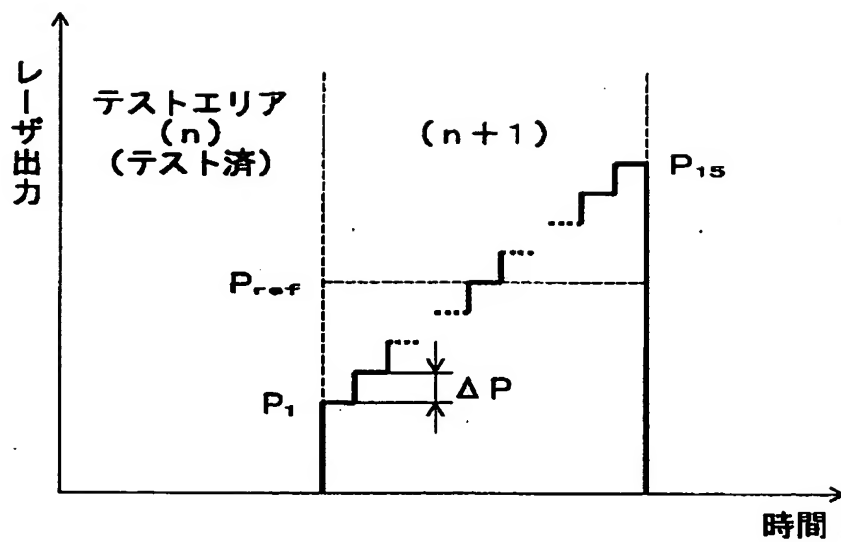 レーザ出力
テストエリア
(n)
(テスト済)
(n+1)
P15
Pref
ΔP
P1
時間